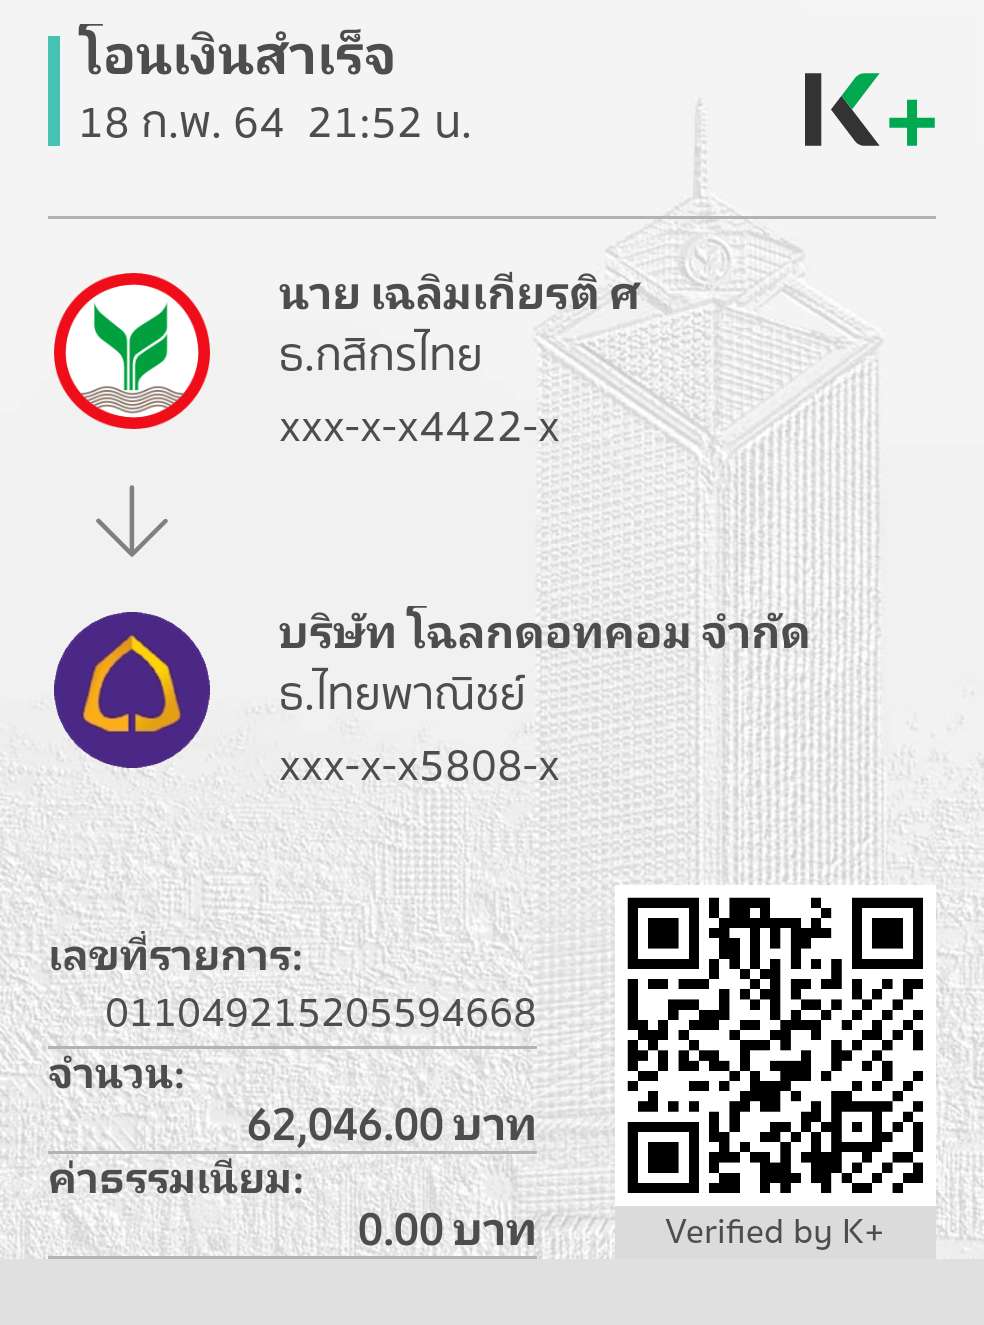 โอนเงินสำเร็จ
18 ก.พ. 64 21:52 น.
K+
นาย เฉลิมเกียรติ ศ
ธ.กสิกรไทย
xxx-x-x4422-x
บริษัท โฉลกดอทคอม จำกัด
ธ.ไทยพาณิชย์
xxx-x-x5808-x
เลขที่รายการ:
011049215205594668
จำนวน:
62,046.00 บาท
ค่าธรรมเนียม:
0.00 บาท
Verified by K+